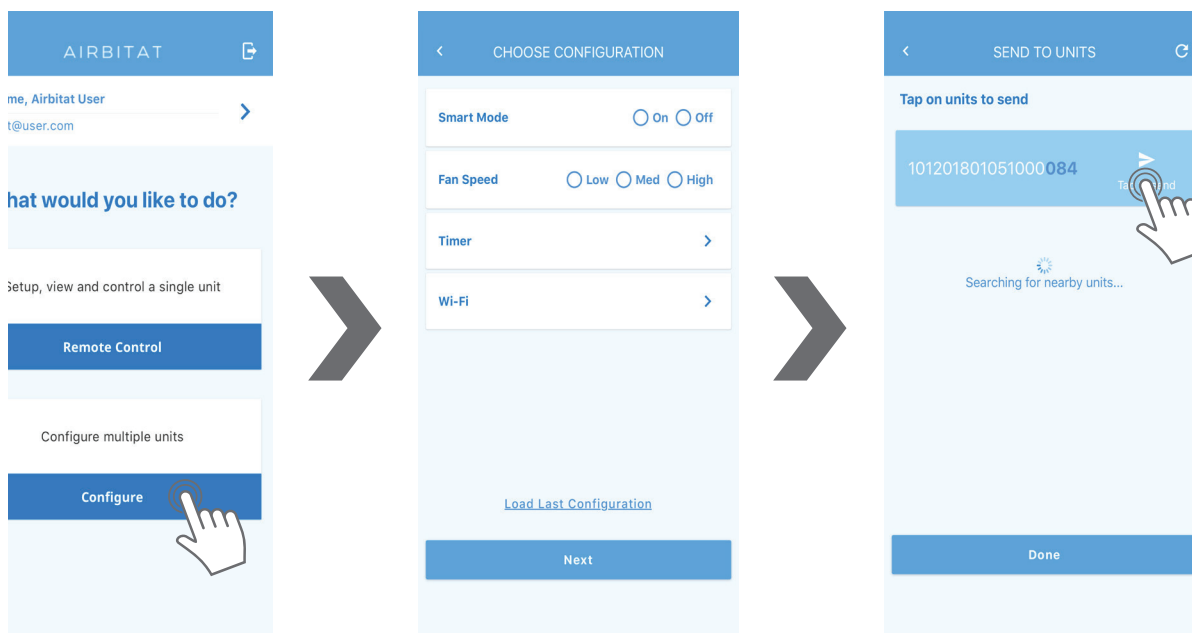 AIRBITAT
me, Airbitat User
t@user.com
hat would you like to do?
Setup, view and control a single unit
Remote Control
Configure multiple units
Configure
CHOOSE CONFIGURATION
Smart Mode On Off
Fan Speed Low Med High
Timer
Wi-Fi
Load Last Configuration
Next
SEND TO UNITS
Tap on units to send
101201801051000084
Searching for nearby units...
Done